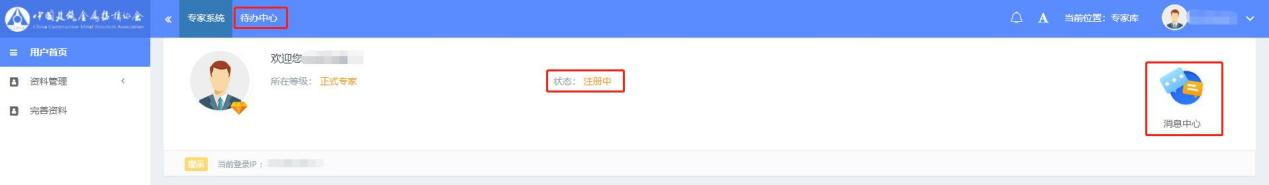 中国建筑金属结构协会
China Construction Metal Structure Association
专家系统
待办中心
A
当前位置：专家库
用户首页
资料管理
完善资料
欢迎您
所在等级：正式专家
状态：注册中
消息中心
提示
当前登录IP：